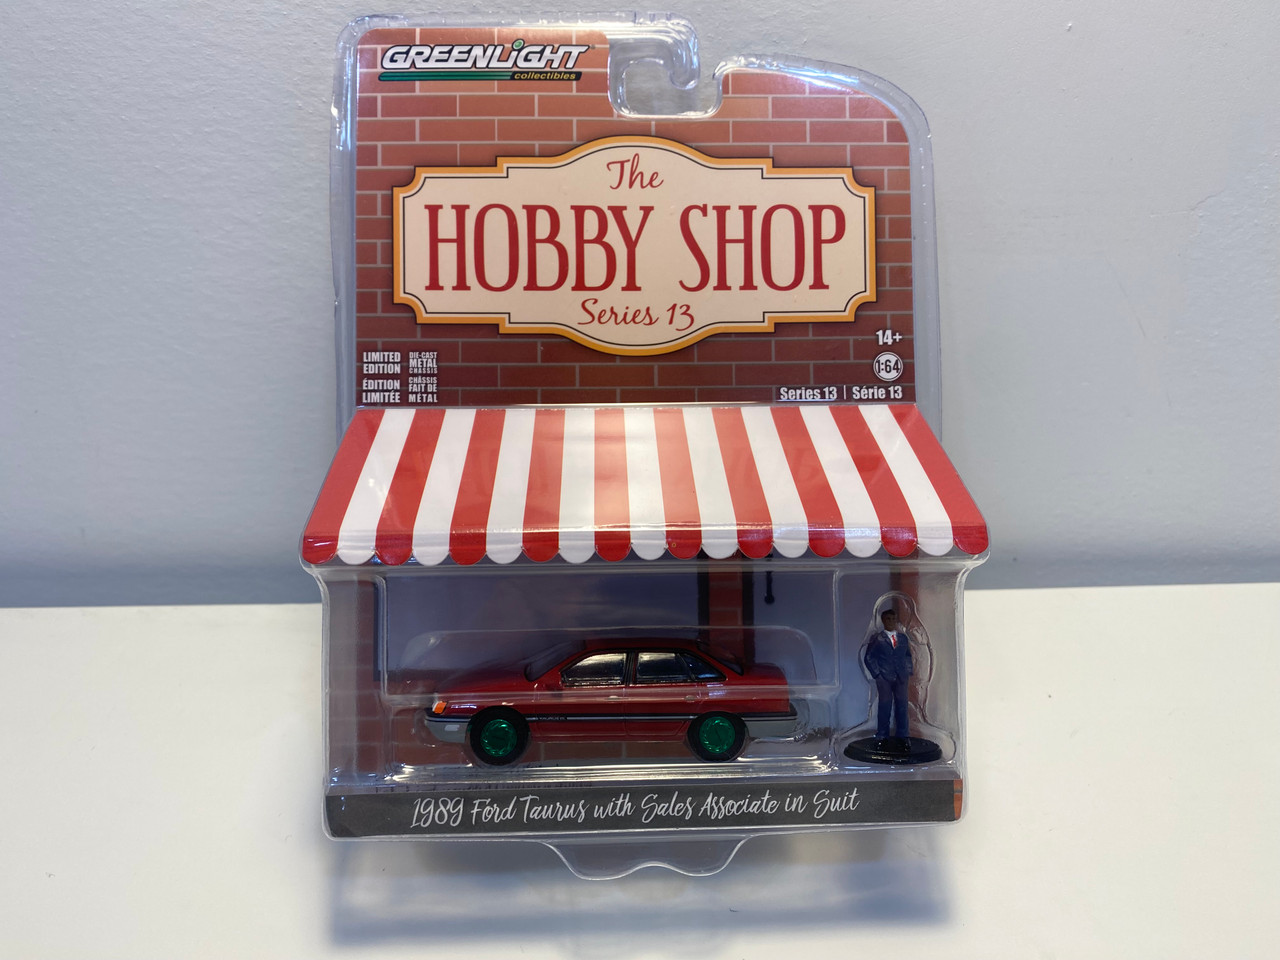 GREENLiGHT
collectibles
The
HOBBY SHOP
Series 13
14+
1:64
LIMITED
EDITION
ÉDITION
LIMITÉE
DIE-CAST
METAL
CHASSIS
CHÂSSIS
FAIT DE
MÉTAL
Series 13 | Série 13
1989 Ford Taurus with Sales Associate in Suit